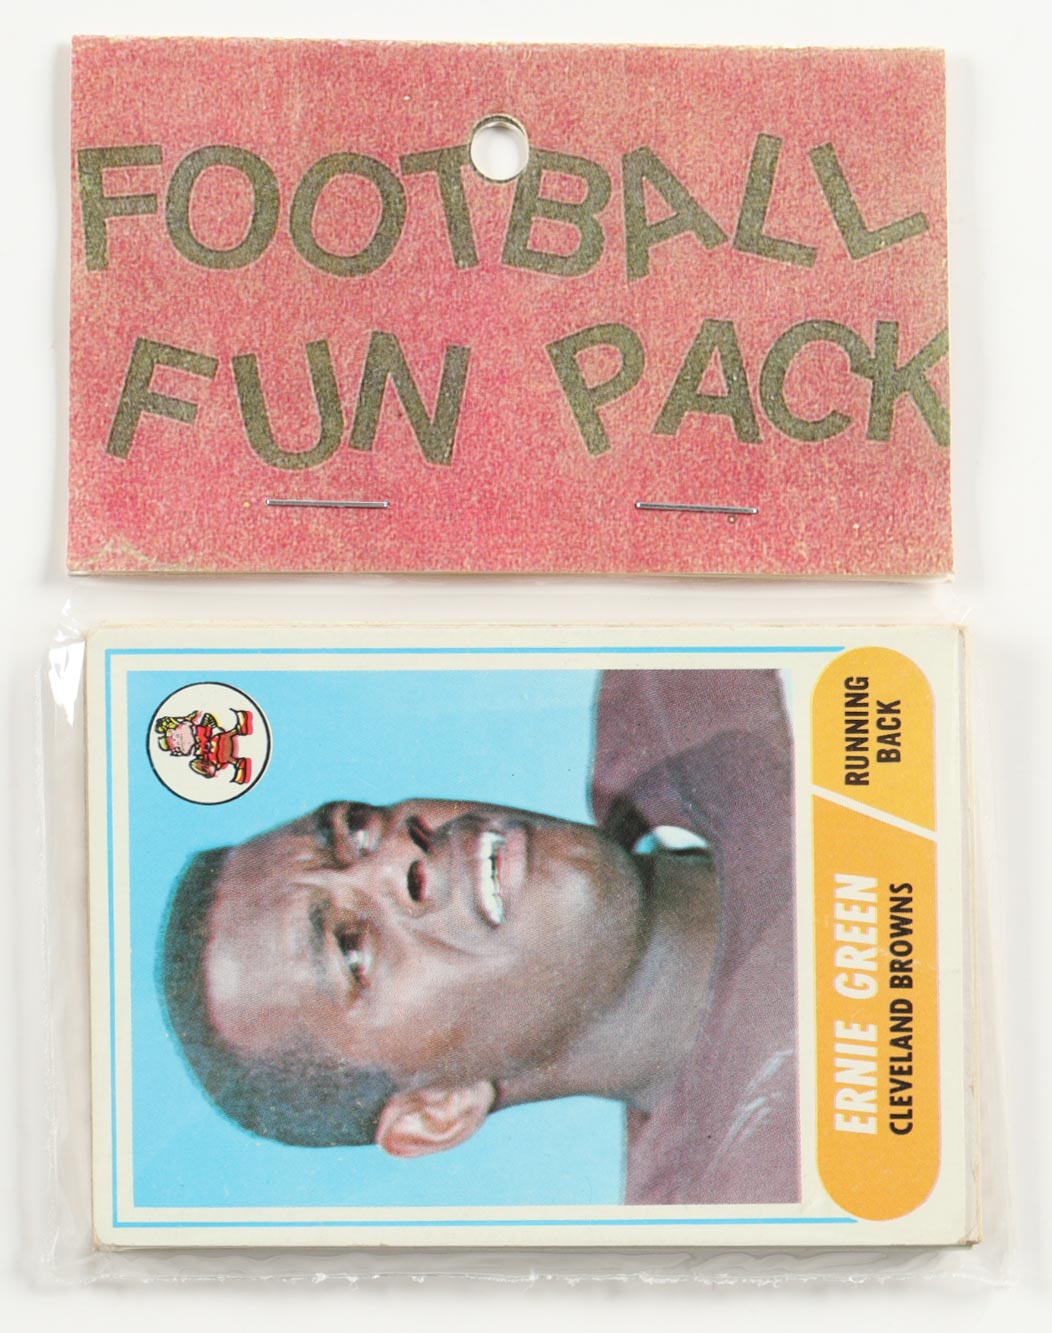 FOOTBALL
FUN PACK
ERNIE GREEN
CLEVELAND BROWNS
RUNNING
BACK